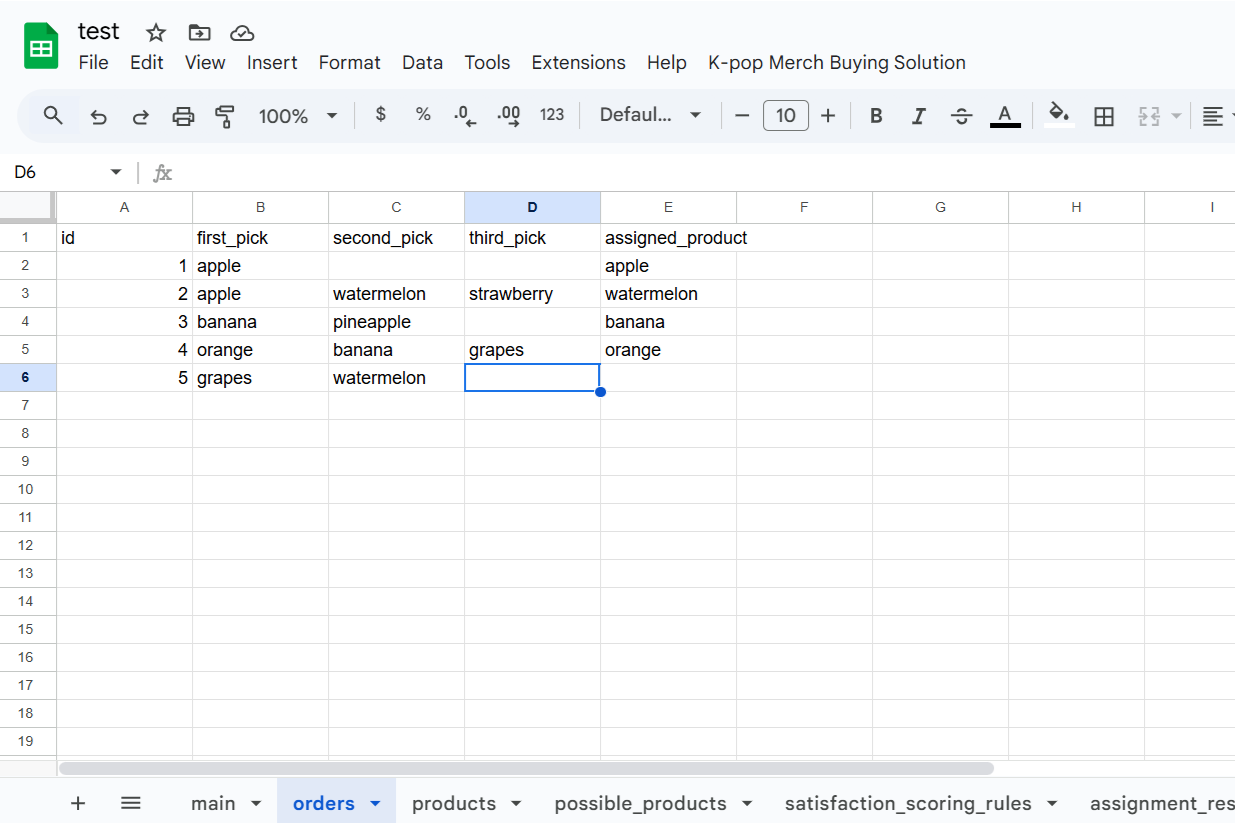 test
File Edit View Insert Format Data Tools Extensions Help K-pop Merch Buying Solution
100% $ % .0 .00 123 Defaul... 10 B I S A
D6 fx
A B C D E F G H I
1 id first_pick second_pick third_pick assigned_product
2 1 apple apple
3 2 apple watermelon strawberry watermelon
4 3 banana pineapple banana
5 4 orange banana grapes orange
6 5 grapes watermelon
7
8
9
10
11
12
13
14
15
16
17
18
19
main orders products possible_products satisfaction_scoring_rules assignment_res